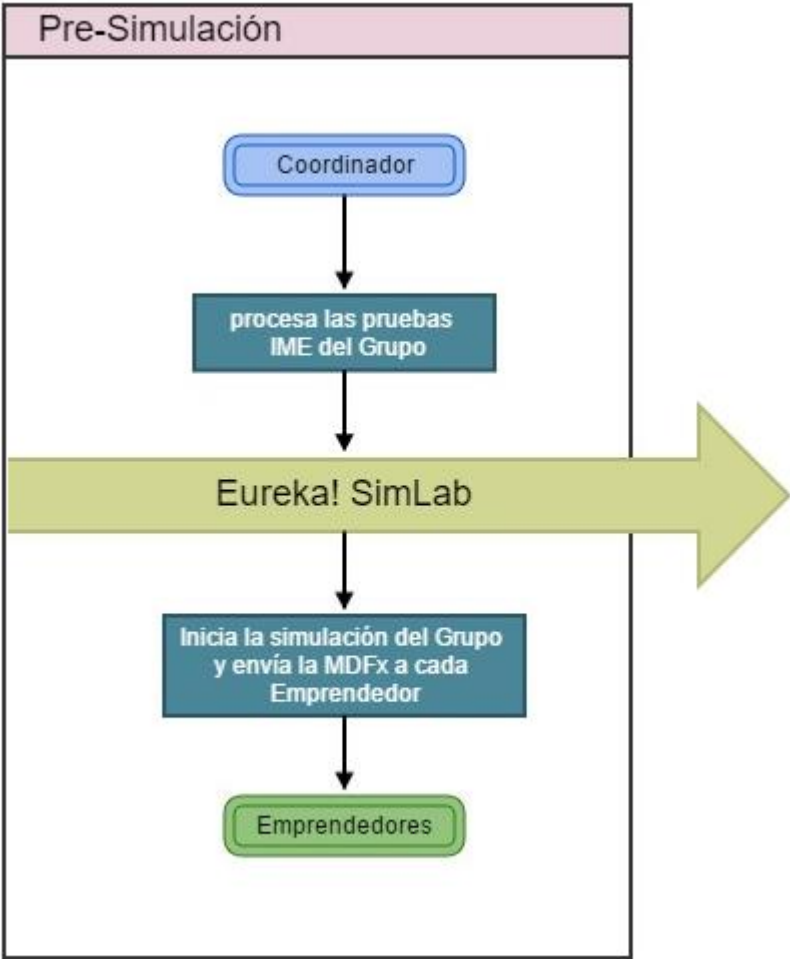 Pre-Simulación
Coordinador
procesa las pruebas
IME del Grupo
Eureka! SimLab
Inicia la simulación del Grupo
y envía la MDFx a cada
Emprendedor
Emprendedores